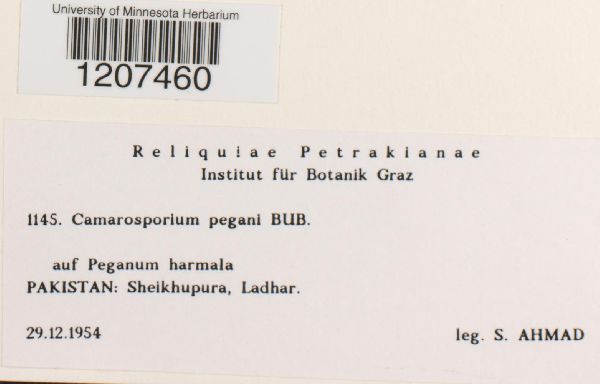 University of Minnesota Herbarium
1207460
Reliquiae Petrakianae
Institut für Botanik Graz
1145. Camarosporium pegani BUB.
auf Peganum harmala
PAKISTAN: Sheikhupura, Ladhar.
29.12.1954 leg. S. AHMAD